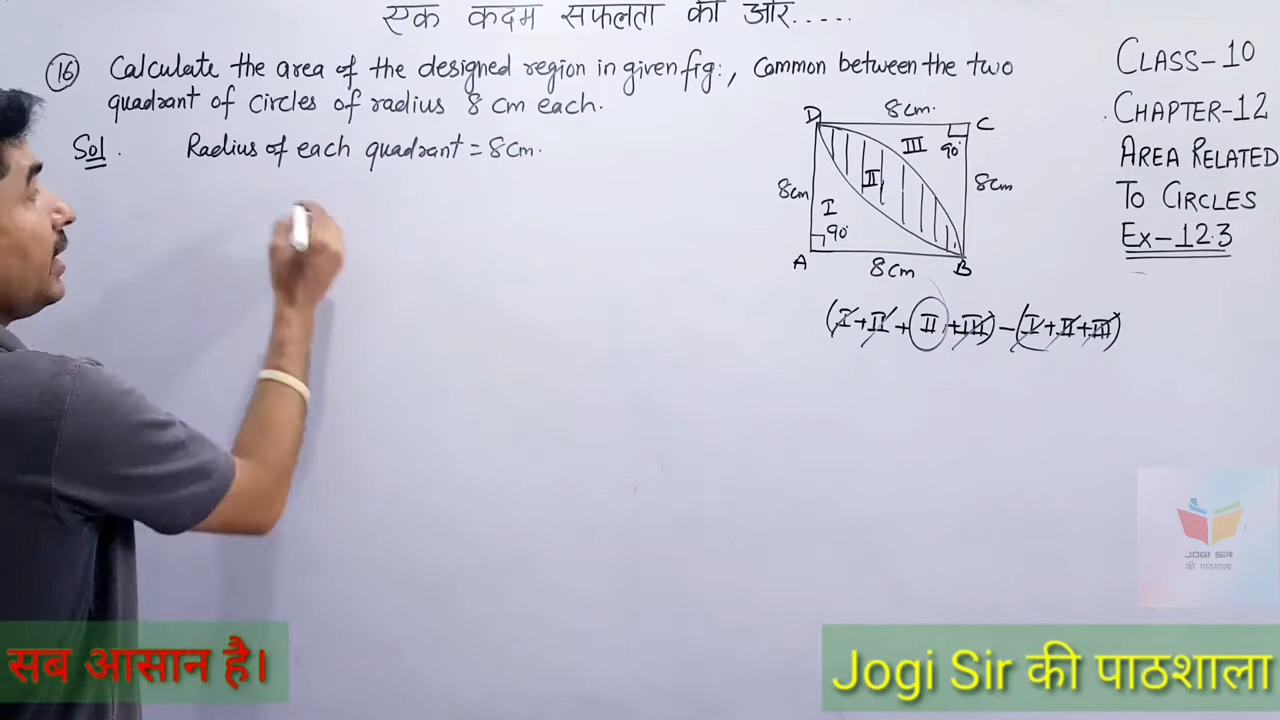 एक कदम सफलता की ओर.....
(16) Calculate the area of the designed region in given fig:, Common between the two
quadrant of circles of radius 8 cm each.
Sol. Radius of each quadrant = 8cm.
8cm.
D C
III 90°
8cm II 8cm
I
90°
A 8cm B
(I+II+II+III)-(I+II+III)
CLASS-10
CHAPTER-12
AREA RELATED
TO CIRCLES
Ex-12.3
JOGI SIR
की पाठशाला
सब आसान है।
Jogi Sir की पाठशाला